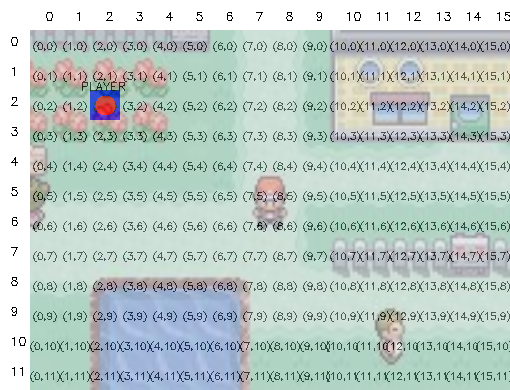 0 1 2 3 4 5 6 7 8 9 10 11 12 13 14 15
0 (0,0) (1,0) (2,0) (3,0) (4,0) (5,0) (6,0) (7,0) (8,0) (9,0) (10,0) (11,0) (12,0) (13,0) (14,0) (15,0)
1 (0,1) (1,1) (2,1) (3,1) (4,1) (5,1) (6,1) (7,1) (8,1) (9,1) (10,1) (11,1) (12,1) (13,1) (14,1) (15,1)
PLAYER
2 (0,2) (1,2) (3,2) (4,2) (5,2) (6,2) (7,2) (8,2) (9,2) (10,2) (11,2) (12,2) (13,2) (14,2) (15,2)
3 (0,3) (1,3) (2,3) (3,3) (4,3) (5,3) (6,3) (7,3) (8,3) (9,3) (10,3) (11,3) (12,3) (13,3) (14,3) (15,3)
4 (0,4) (1,4) (2,4) (3,4) (4,4) (5,4) (6,4) (7,4) (8,4) (9,4) (10,4) (11,4) (12,4) (13,4) (14,4) (15,4)
5 (0,5) (1,5) (2,5) (3,5) (4,5) (5,5) (6,5) (7,5) (8,5) (9,5) (10,5) (11,5) (12,5) (13,5) (14,5) (15,5)
6 (0,6) (1,6) (2,6) (3,6) (4,6) (5,6) (6,6) (7,6) (8,6) (9,6) (10,6) (11,6) (12,6) (13,6) (14,6) (15,6)
7 (0,7) (1,7) (2,7) (3,7) (4,7) (5,7) (6,7) (7,7) (8,7) (9,7) (10,7) (11,7) (12,7) (13,7) (14,7) (15,7)
8 (0,8) (1,8) (2,8) (3,8) (4,8) (5,8) (6,8) (7,8) (8,8) (9,8) (10,8) (11,8) (12,8) (13,8) (14,8) (15,8)
9 (0,9) (1,9) (2,9) (3,9) (4,9) (5,9) (6,9) (7,9) (8,9) (9,9) (10,9) (11,9) (12,9) (13,9) (14,9) (15,9)
10 (0,10) (1,10) (2,10) (3,10) (4,10) (5,10) (6,10) (7,10) (8,10) (9,10) (10,10) (11,10) (12,10) (13,10) (14,10) (15,10)
11 (0,11) (1,11) (2,11) (3,11) (4,11) (5,11) (6,11) (7,11) (8,11) (9,11) (10,11) (11,11) (12,11) (13,11) (14,11) (15,11)